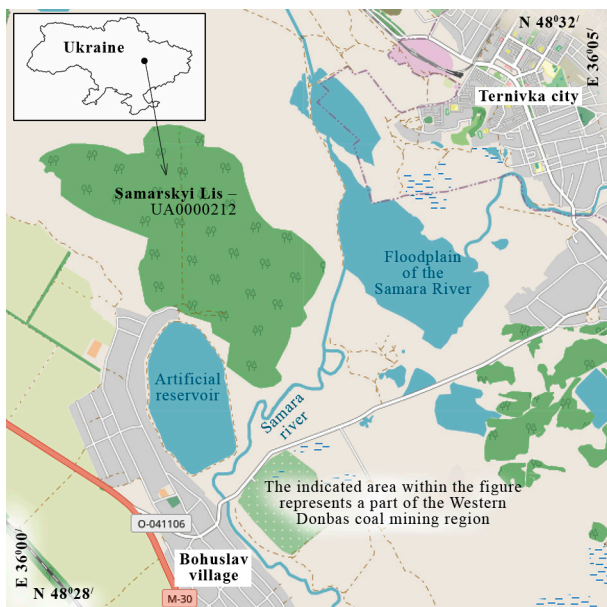 Ukraine
N 48⁰32/
E 36⁰05/
Ternivka city
Samarskyi Lis –
UA0000212
Floodplain
of the
Samara River
Artificial
reservoir
Samara
river
The indicated area within the figure
represents a part of the Western
Donbas coal mining region
O-041106
Bohuslav
village
E 36⁰00/
N 48⁰28/
M-30